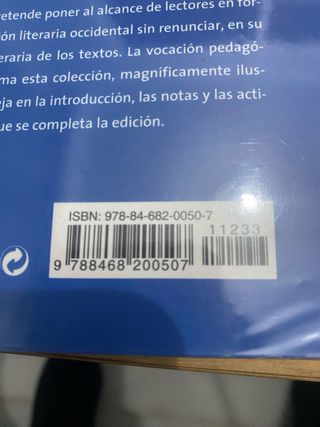 retende poner al alcance de lectores en for-
ión literaria occidental sin renunciar, en su
eraria de los textos. La vocación pedagó-
ma esta colección, magníficamente ilus-
eja en la introducción, las notas y las acti-
ue se completa la edición.
ISBN: 978-84-682-0050-7
11233
9 788468 200507